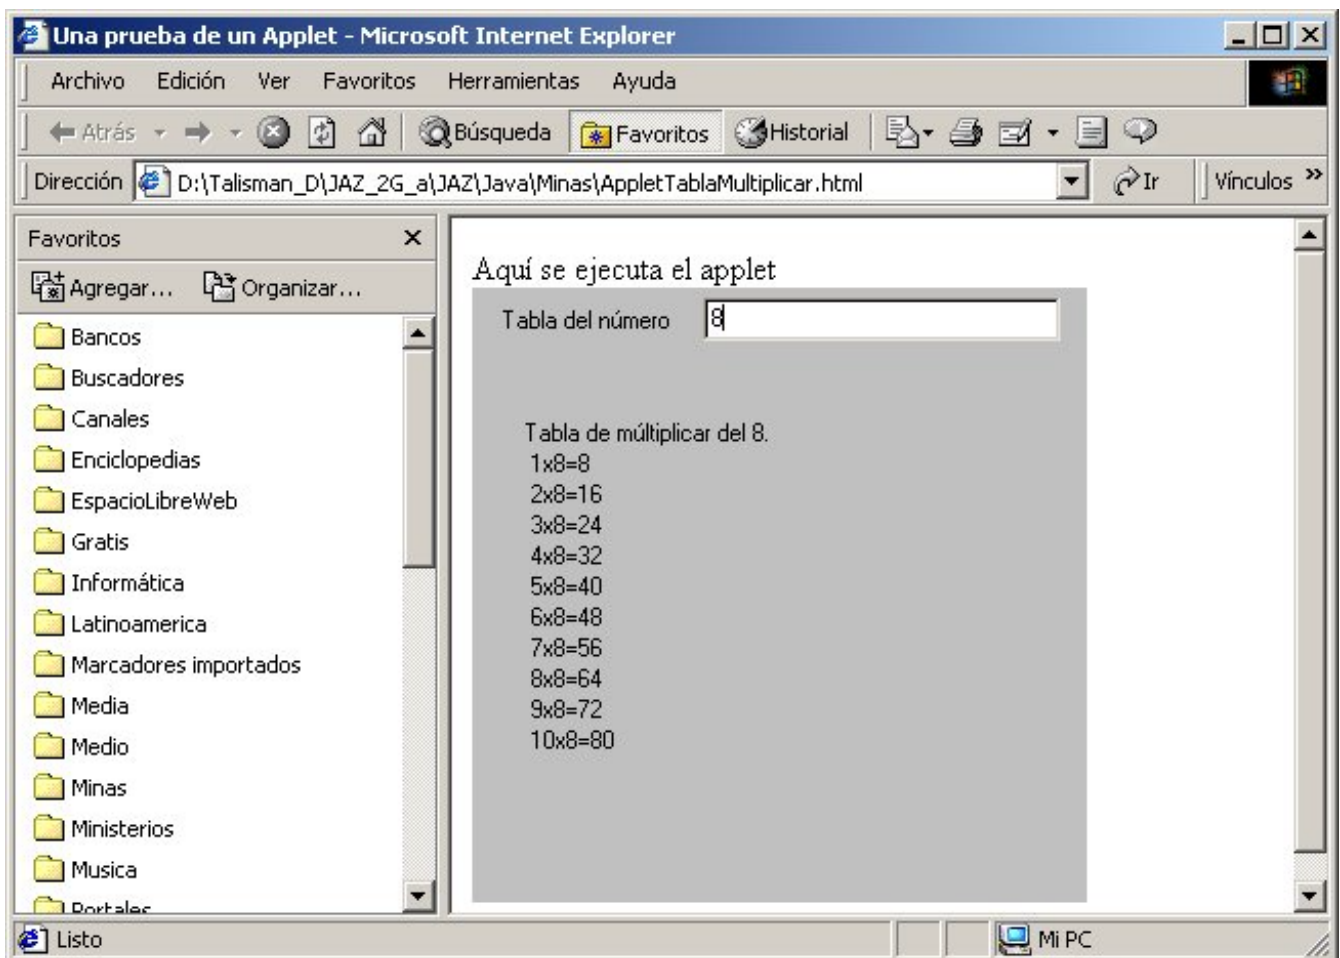 Una prueba de un Applet - Microsoft Internet Explorer
Archivo Edición Ver Favoritos Herramientas Ayuda
Atrás Búsqueda Favoritos Historial
Dirección D:\Talisman_D\JAZ_2G_a\JAZ\Java\Minas\AppletTablaMultiplicar.html Ir Vínculos »
Favoritos
Agregar... Organizar...
Bancos
Buscadores
Canales
Enciclopedias
EspacioLibreWeb
Gratis
Informática
Latinoamerica
Marcadores importados
Media
Medio
Minas
Ministerios
Musica
Portales
Aquí se ejecuta el applet
Tabla del número 8
Tabla de múltiplicar del 8.
1x8=8
2x8=16
3x8=24
4x8=32
5x8=40
6x8=48
7x8=56
8x8=64
9x8=72
10x8=80
Listo Mi PC